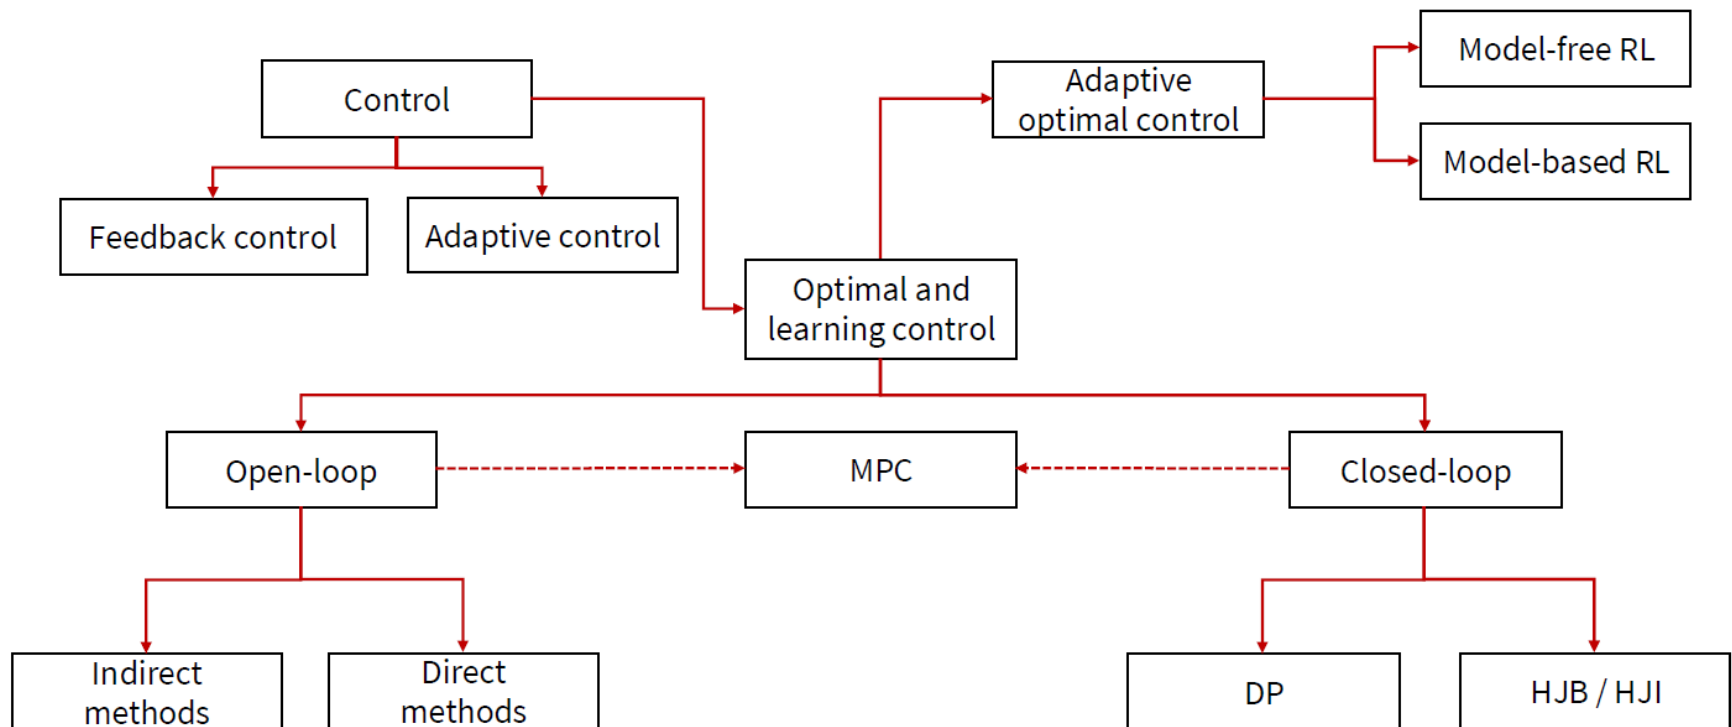 Control
Feedback control
Adaptive control
Adaptive
optimal control
Model-free RL
Model-based RL
Optimal and
learning control
Open-loop
MPC
Closed-loop
Indirect
methods
Direct
methods
DP
HJB / HJI